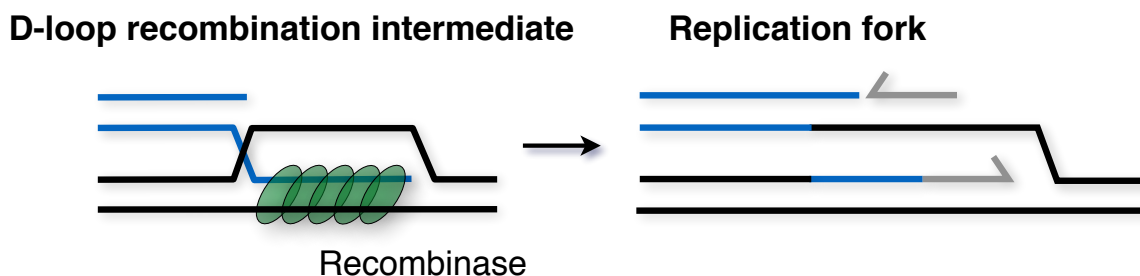 D-loop recombination intermediate
Replication fork
Recombinase